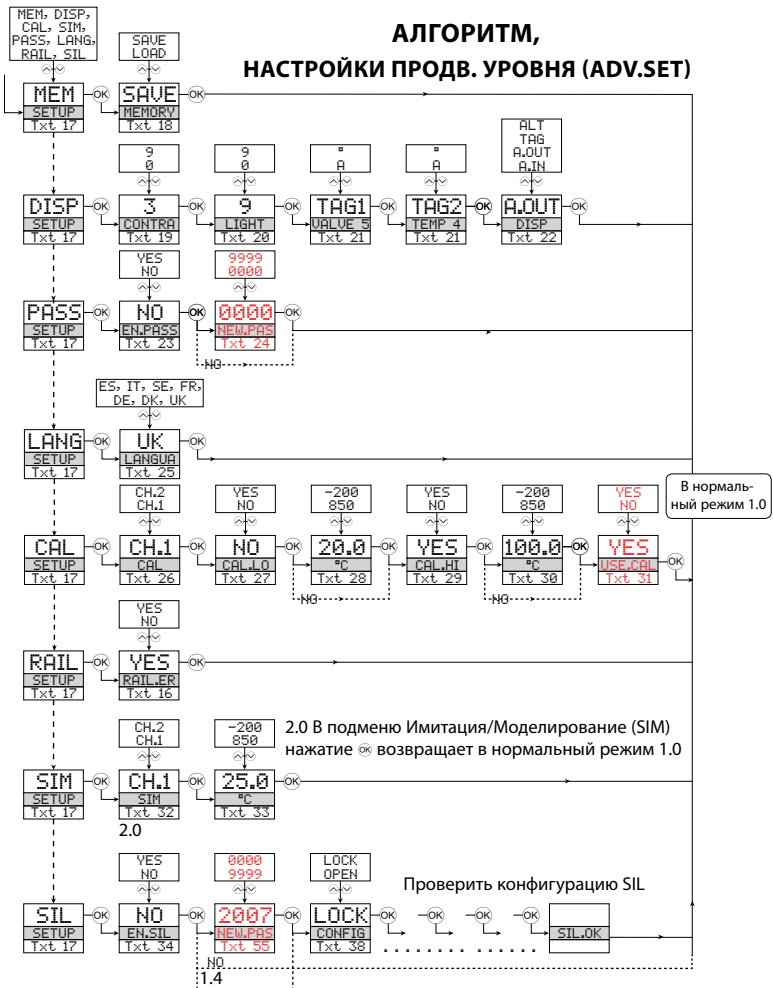 АЛГОРИТМ,
НАСТРОЙКИ ПРОДВ. УРОВНЯ (ADV.SET)
MEM, DISP,
CAL, SIM,
PASS, LANG,
RAIL, SIL
SAVE
LOAD
MEM OK SAVE OK
SETUP MEMORY
Txt 17 Txt 18
9 9 " " ALT
0 0 A A TAG
A.OUT
A.IN
DISP OK 3 OK 9 OK TAG1 OK TAG2 OK A.OUT OK
SETUP CONTRA LIGHT VALVE 5 TEMP 4 DISP
Txt 17 Txt 19 Txt 20 Txt 21 Txt 21 Txt 22
YES 9999
NO 0000
PASS OK NO OK 0000 OK
SETUP EN.PASS NEW.PAS
Txt 17 Txt 23 Txt 24
NO
ES, IT, SE, FR,
DE, DK, UK
LANG OK UK OK
SETUP LANGUA
Txt 17 Txt 25
В нормаль-
ный режим 1.0
CH.2 YES -200 YES -200 YES
CH.1 NO 850 NO 850 NO
CAL OK CH.1 OK NO OK 20.0 OK YES OK 100.0 OK YES OK
SETUP CAL CAL.LO °C CAL.HI °C USE.CAL
Txt 17 Txt 26 Txt 27 Txt 28 Txt 29 Txt 30 Txt 31
NO NO
YES
NO
RAIL OK YES OK
SETUP RAIL.ER
Txt 17 Txt 16
CH.2 -200
CH.1 850
2.0 В подменю Имитация/Моделирование (SIM)
нажатие OK возвращает в нормальный режим 1.0
SIM OK CH.1 OK 25.0 OK
SETUP SIM °C
Txt 17 Txt 32 Txt 33
2.0
YES 0000 LOCK
NO 9999 OPEN
Проверить конфигурацию SIL
SIL OK NO OK 2007 OK LOCK OK OK OK OK
SETUP EN.SIL NEW.PAS CONFIG SIL.OK
Txt 17 Txt 34 Txt 55 Txt 38
NO
1.4